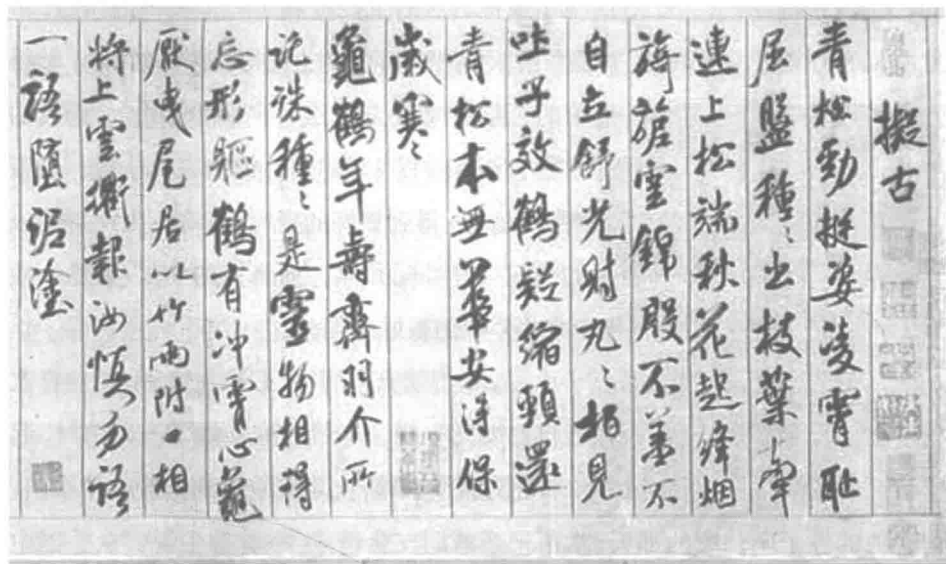 擬古
青松勁挺姿凌霄恥
屈盤種〻出枝葉牽
連上松端秋花起絳烟
旖旎雲錦殷不羞不
自立舒光射丸〻柏見
吐子效鶴疑縮頸還
青松本無華安得保
歲寒
龜鶴年壽齊羽介所
託殊種〻是靈物相得
忘形軀鶴有冲霄心龜
厭曳尾居以竹兩附口相
將上雲衢報汝慎勿語
一語墮泥塗